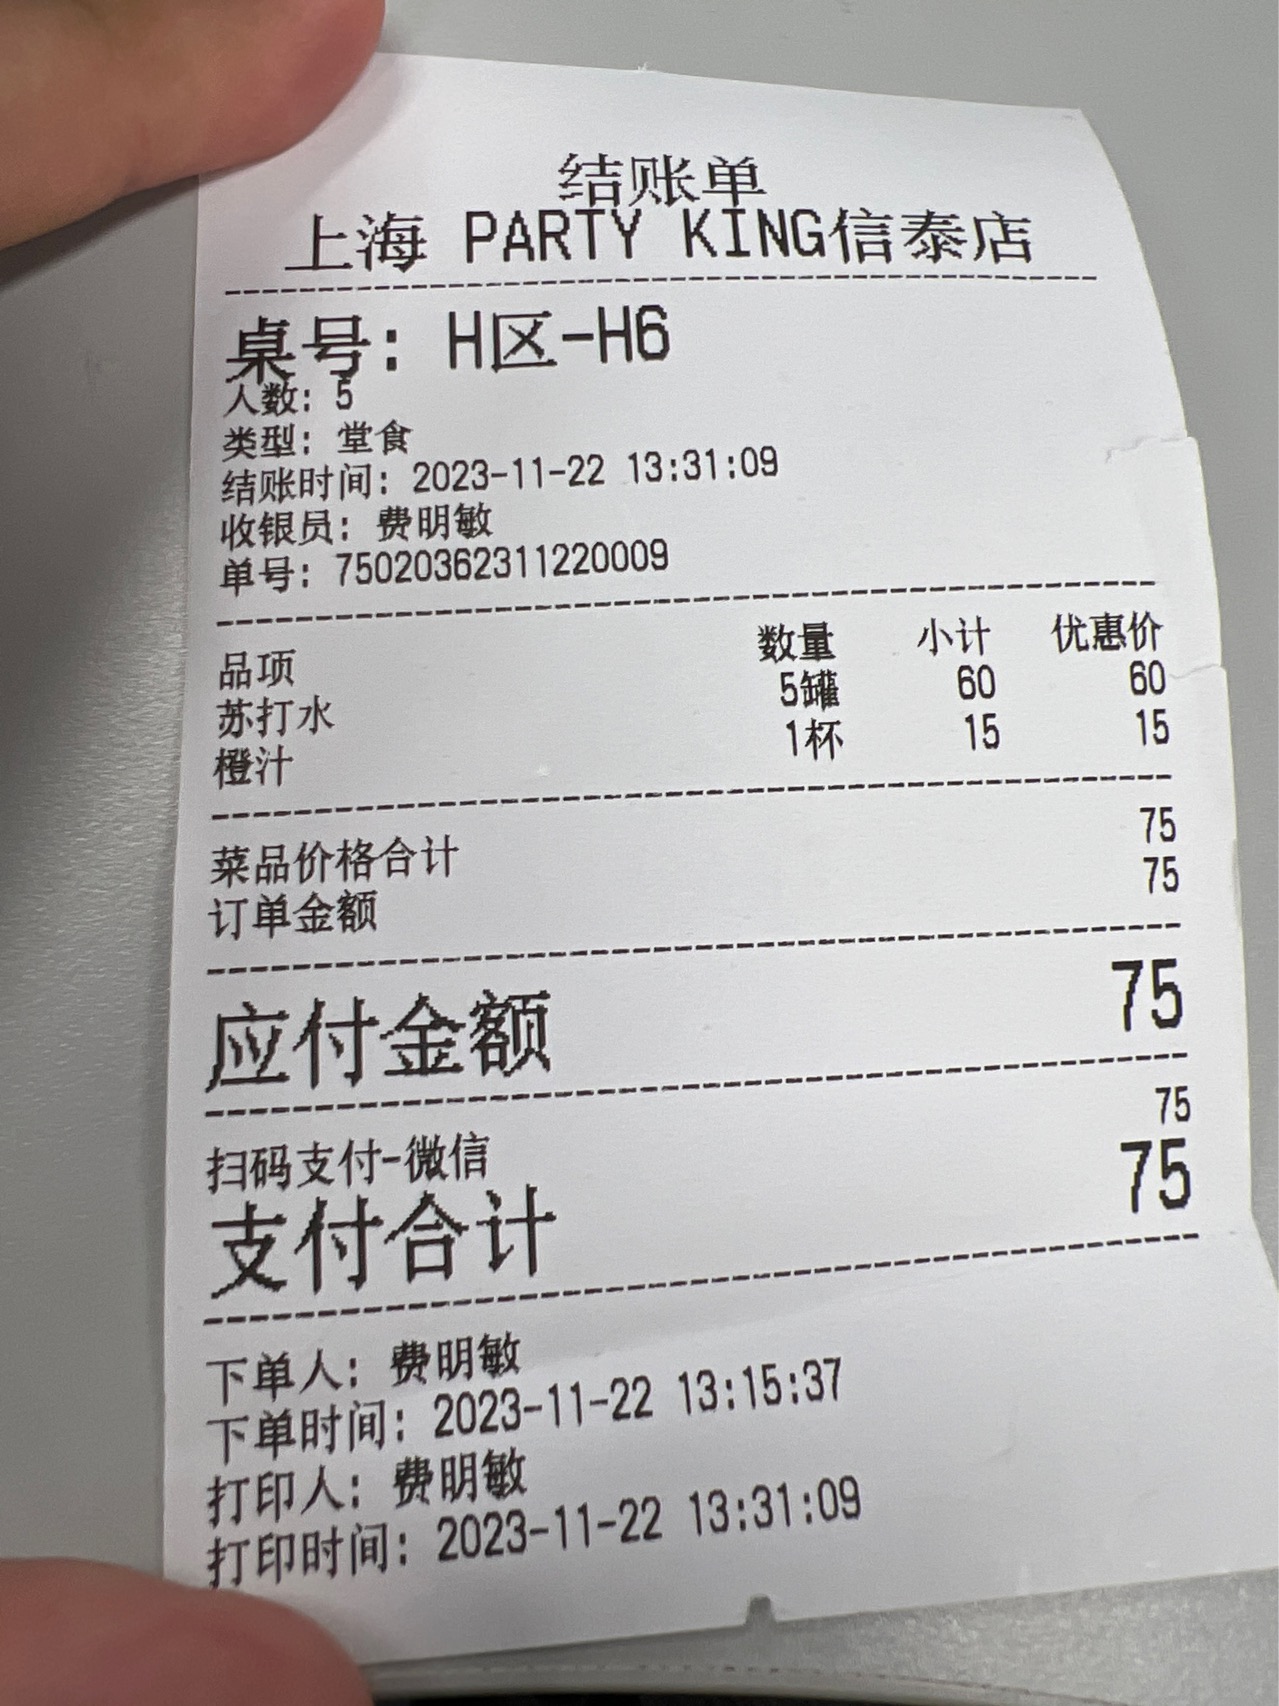 结账单
上海 PARTY KING信泰店
桌号: H区-H6
人数: 5
类型: 堂食
结账时间: 2023-11-22 13:31:09
收银员: 费明敏
单号: 75020362311220009
品项 数量 小计 优惠价
苏打水 5罐 60 60
橙汁 1杯 15 15
菜品价格合计 75
订单金额 75
应付金额 75
扫码支付-微信 75
支付合计 75
下单人: 费明敏
下单时间: 2023-11-22 13:15:37
打印人: 费明敏
打印时间: 2023-11-22 13:31:09